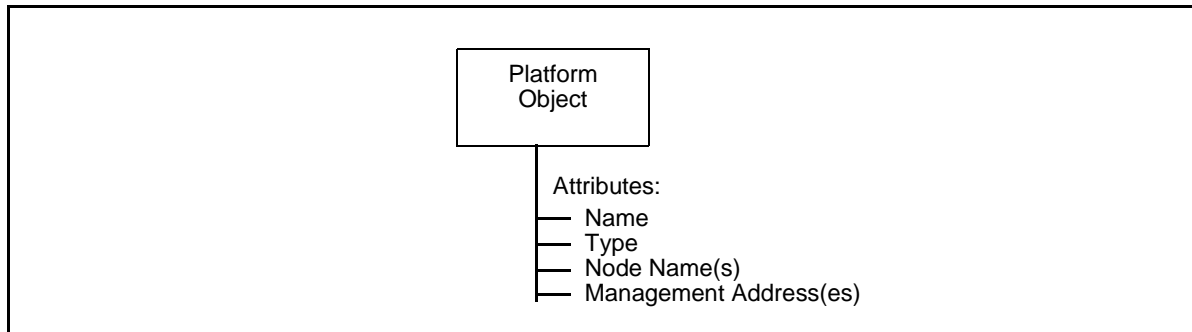 Platform
Object
Attributes:
Name
Type
Node Name(s)
Management Address(es)